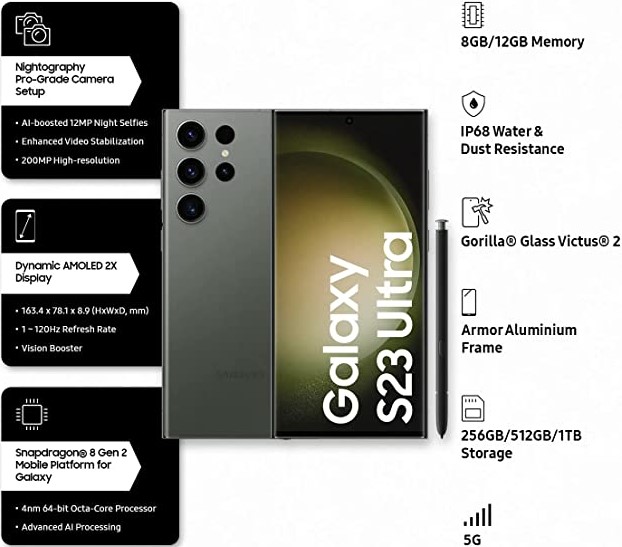 Nightography
Pro-Grade Camera
Setup
• AI-boosted 12MP Night Selfies
• Enhanced Video Stabilization
• 200MP High-resolution
Dynamic AMOLED 2X
Display
• 163.4 x 78.1 x 8.9 (HxWxD, mm)
• 1 ~ 120Hz Refresh Rate
• Vision Booster
Snapdragon® 8 Gen 2
Mobile Platform for
Galaxy
• 4nm 64-bit Octa-Core Processor
• Advanced AI Processing
SAMSUNG
Galaxy
S23 Ultra
8GB/12GB Memory
IP68 Water &
Dust Resistance
Gorilla® Glass Victus® 2
Armor Aluminium
Frame
256GB/512GB/1TB
Storage
5G